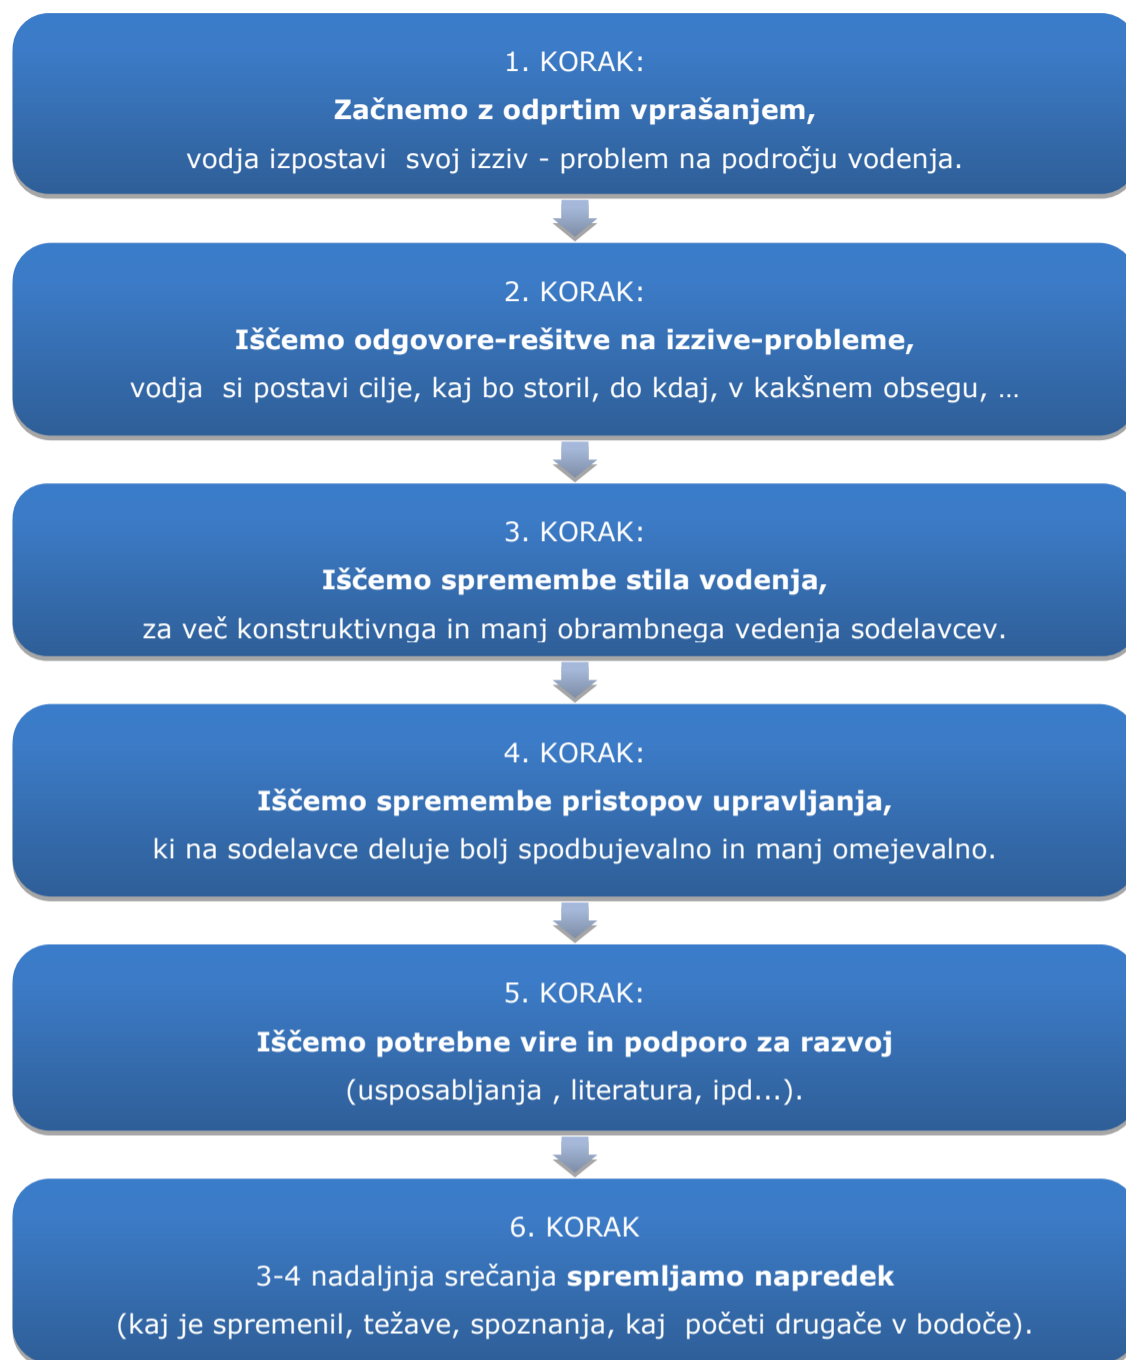 1. KORAK:
Začnemo z odprtim vprašanjem,
vodja izpostavi  svoj izziv - problem na področju vodenja.
2. KORAK:
Iščemo odgovore-rešitve na izzive-probleme,
vodja  si postavi cilje, kaj bo storil, do kdaj, v kakšnem obsegu, …
3. KORAK:
Iščemo spremembe stila vodenja,
za več konstruktivnga in manj obrambnega vedenja sodelavcev.
4. KORAK:
Iščemo spremembe pristopov upravljanja,
ki na sodelavce deluje bolj spodbujevalno in manj omejevalno.
5. KORAK:
Iščemo potrebne vire in podporo za razvoj
(usposabljanja , literatura, ipd...).
6. KORAK
3-4 nadaljnja srečanja spremljamo napredek
(kaj je spremenil, težave, spoznanja, kaj  početi drugače v bodoče).